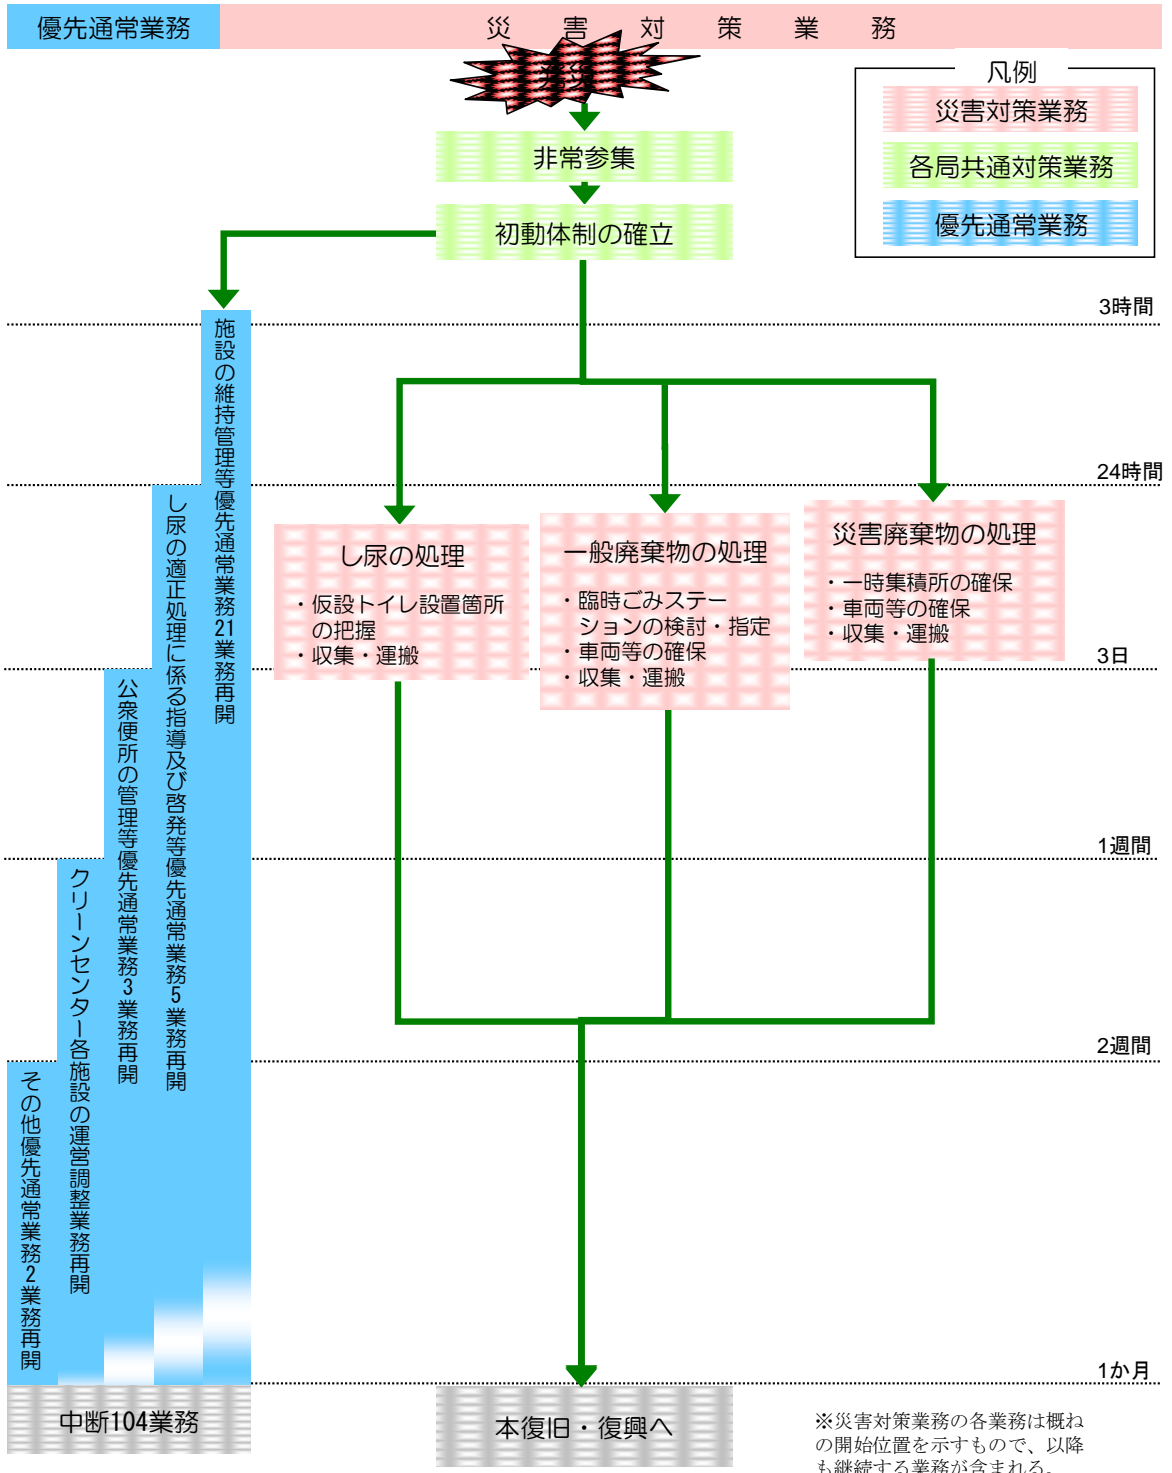 優先通常業務
災害対策業務
発災
凡例
災害対策業務
各局共通対策業務
優先通常業務
非常参集
初動体制の確立
3時間
24時間
3日
1週間
2週間
1か月
施設の維持管理等優先通常業務21業務再開
し尿の適正処理に係る指導及び啓発等優先通常業務5業務再開
公衆便所の管理等優先通常業務3業務再開
クリーンセンター各施設の運営調整業務再開
その他優先通常業務2業務再開
し尿の処理
・仮設トイレ設置箇所
の把握
・収集・運搬
一般廃棄物の処理
・臨時ごみステー
ションの検討・指定
・車両等の確保
・収集・運搬
災害廃棄物の処理
・一時集積所の確保
・車両等の確保
・収集・運搬
中断104業務
本復旧・復興へ
※災害対策業務の各業務は概ね
の開始位置を示すもので、以降
も継続する業務が含まれる。